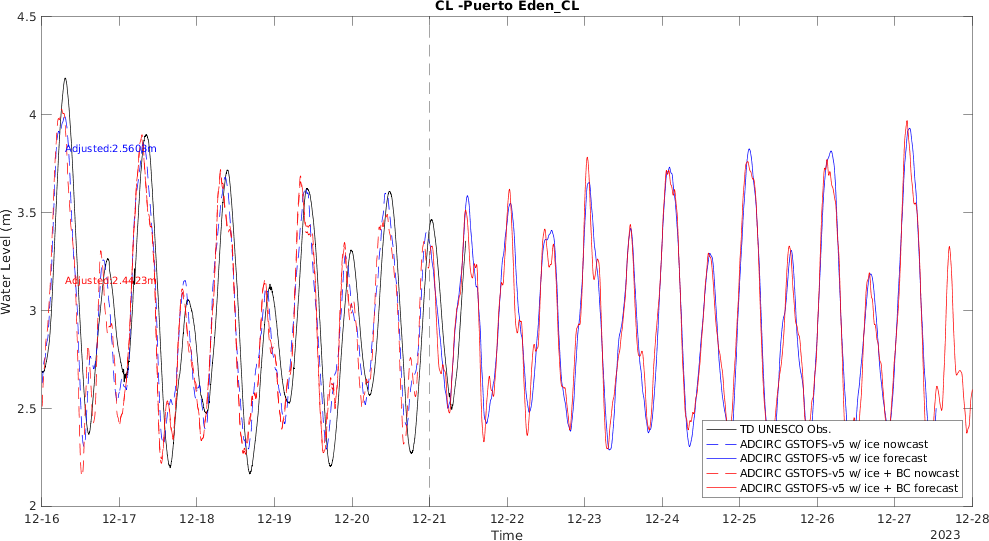 CL -Puerto Eden_CL
4.5
4
3.5
3
2.5
2
Water Level (m)
Adjusted:2.5603m
Adjusted:2.4423m
TD UNESCO Obs.
ADCIRC GSTOFS-v5 w/ ice nowcast
ADCIRC GSTOFS-v5 w/ ice forecast
ADCIRC GSTOFS-v5 w/ ice + BC nowcast
ADCIRC GSTOFS-v5 w/ ice + BC forecast
12-16 12-17 12-18 12-19 12-20 12-21 12-22 12-23 12-24 12-25 12-26 12-27 12-28
Time
2023